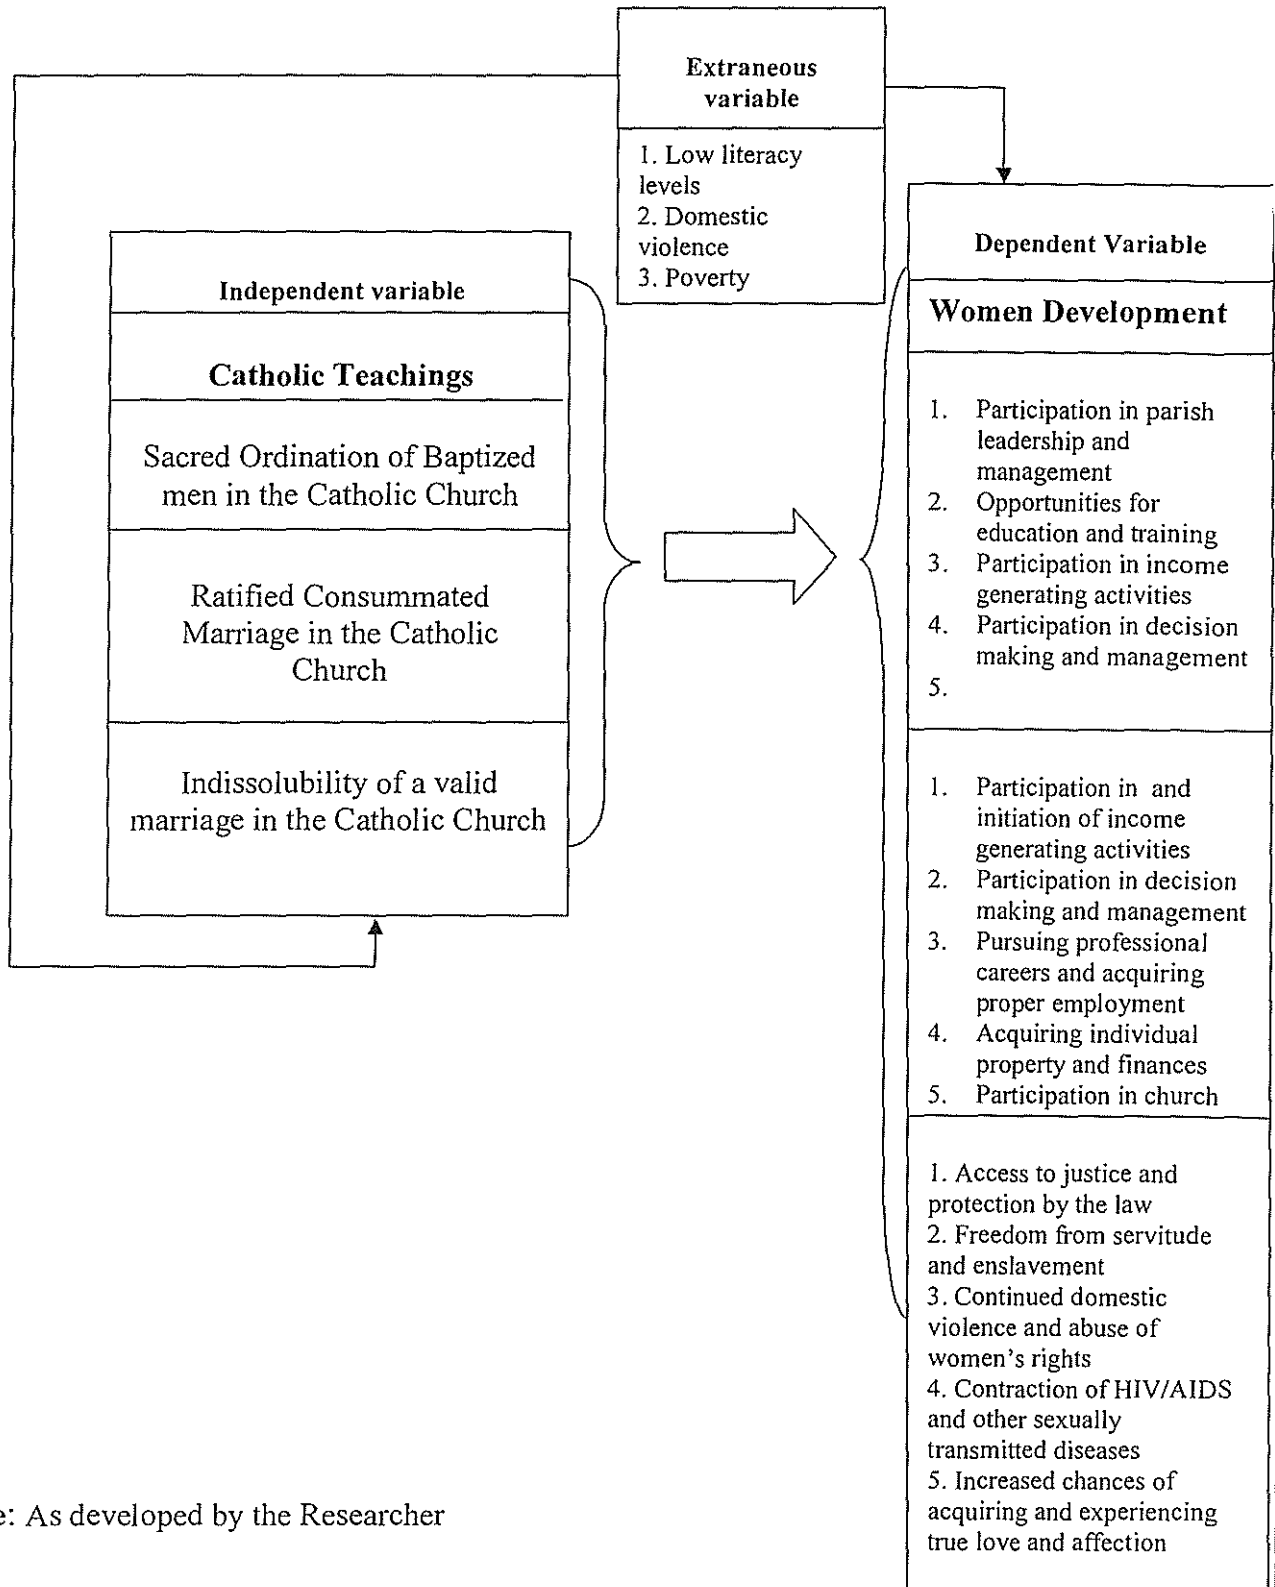 Extraneous
variable
1. Low literacy
levels
2. Domestic
violence
3. Poverty
Independent variable
Catholic Teachings
Sacred Ordination of Baptized
men in the Catholic Church
Ratified Consummated
Marriage in the Catholic
Church
Indissolubility of a valid
marriage in the Catholic Church
Dependent Variable
Women Development
1. Participation in parish
leadership and
management
2. Opportunities for
education and training
3. Participation in income
generating activities
4. Participation in decision
making and management
5.
1. Participation in and
initiation of income
generating activities
2. Participation in decision
making and management
3. Pursuing professional
careers and acquiring
proper employment
4. Acquiring individual
property and finances
5. Participation in church
1. Access to justice and
protection by the law
2. Freedom from servitude
and enslavement
3. Continued domestic
violence and abuse of
women's rights
4. Contraction of HIV/AIDS
and other sexually
transmitted diseases
5. Increased chances of
acquiring and experiencing
true love and affection
e: As developed by the Researcher